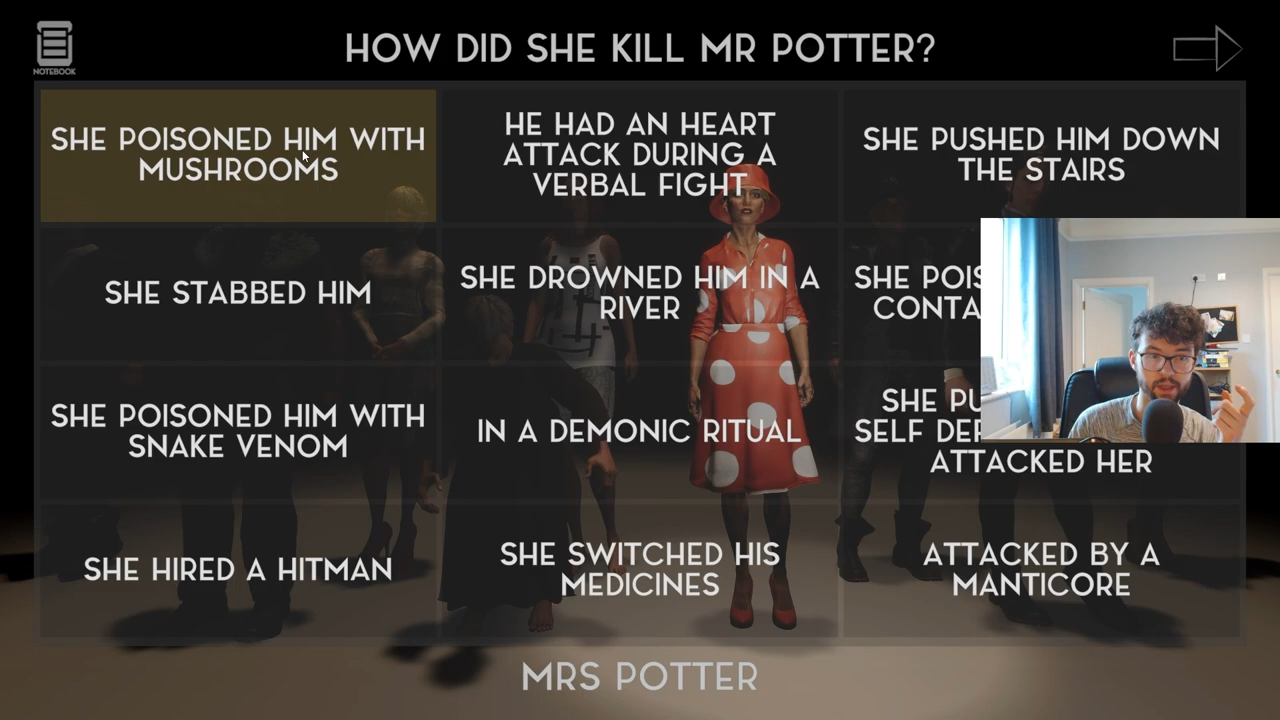 NOTEBOOK
HOW DID SHE KILL MR POTTER?
SHE POISONED HIM WITH
MUSHROOMS
HE HAD AN HEART
ATTACK DURING A
VERBAL FIGHT
SHE PUSHED HIM DOWN
THE STAIRS
SHE STABBED HIM
SHE DROWNED HIM IN A
RIVER
SHE
SHE POISONED HIM WITH
SNAKE VENOM
IN A DEMONIC RITUAL
SHE
SELF
ATTACKED HER
SHE HIRED A HITMAN
SHE SWITCHED HIS
MEDICINES
ATTACKED BY A
MANTICORE
MRS POTTER